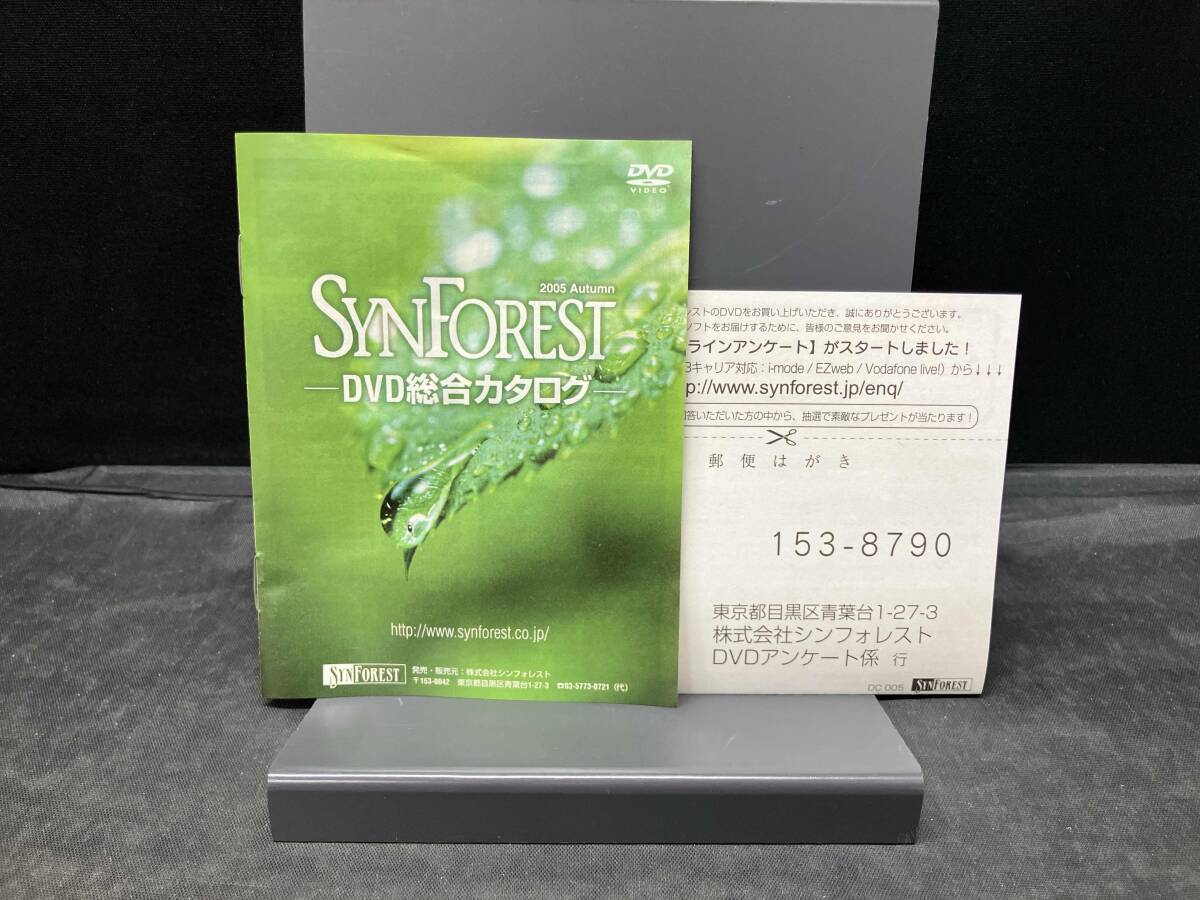 DVD
VIDEO
2005 Autumn
SYNFOREST
DVD総合カタログ
http://www.synforest.co.jp/
SYNFOREST
発売・販売元：株式会社シンフォレスト
〒153-0042 東京都目黒区青葉台1-27-3 ☎03-5773-0721（代）
ストのDVDをお買い上げいただき、誠にありがとうございます。
ソフトをお届けするために、皆様のご意見をお聞かせください。
ラインアンケート】がスタートしました！
3キャリア対応：i-mode / EZweb / Vodafone live!）から↓↓↓
p://www.synforest.jp/enq/
答いただいた方の中から、抽選で素敵なプレゼントが当たります！
郵便はがき
153-8790
東京都目黒区青葉台1-27-3
株式会社シンフォレスト
DVDアンケート係 行
DC 005 SYNFOREST